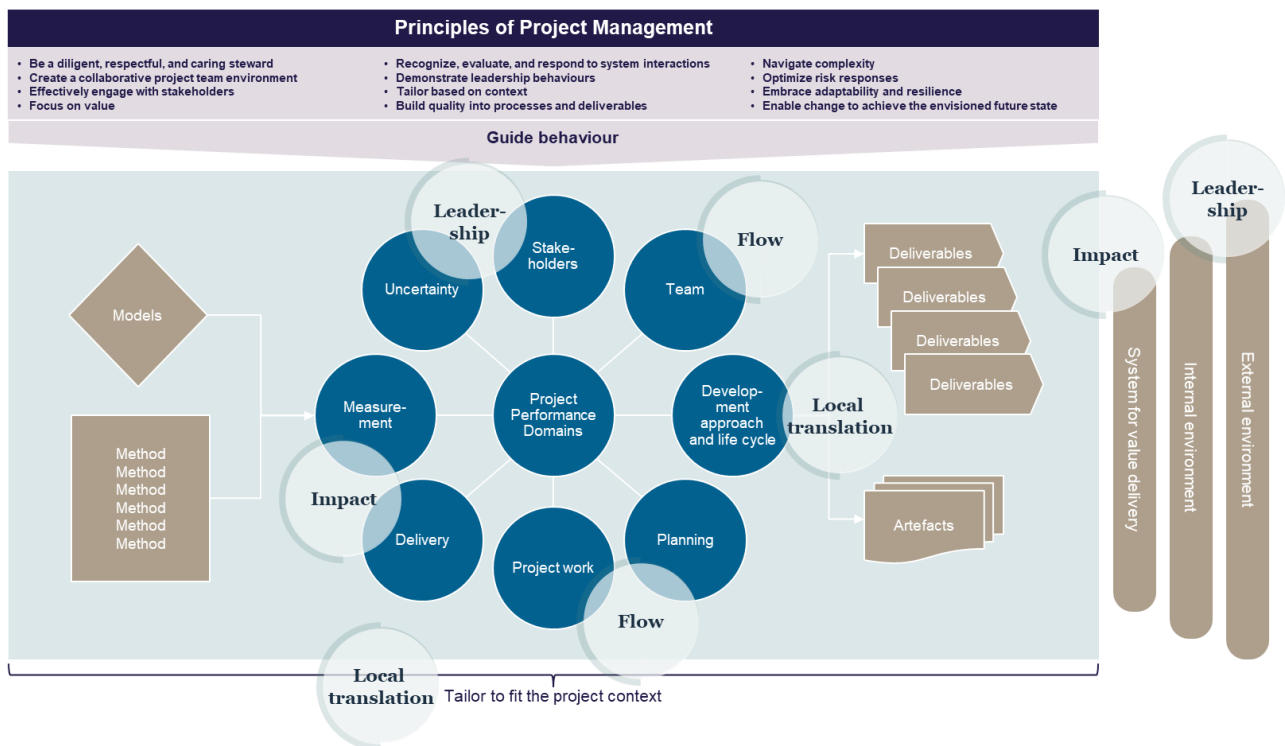 Principles of Project Management
• Be a diligent, respectful, and caring steward
• Create a collaborative project team environment
• Effectively engage with stakeholders
• Focus on value
• Recognize, evaluate, and respond to system interactions
• Demonstrate leadership behaviours
• Tailor based on context
• Build quality into processes and deliverables
• Navigate complexity
• Optimize risk responses
• Embrace adaptability and resilience
• Enable change to achieve the envisioned future state
Guide behaviour
Models
Method
Method
Method
Method
Method
Method
Leader-
ship
Stake-
holders
Flow
Uncertainty
Team
Measure-
ment
Project
Performance
Domains
Develop-
ment
approach
and life cycle
Local
translation
Impact
Delivery
Project work
Planning
Flow
Deliverables
Deliverables
Deliverables
Deliverables
Artefacts
Impact
Leader-
ship
System for value delivery
Internal environment
External environment
Local
translation
Tailor to fit the project context